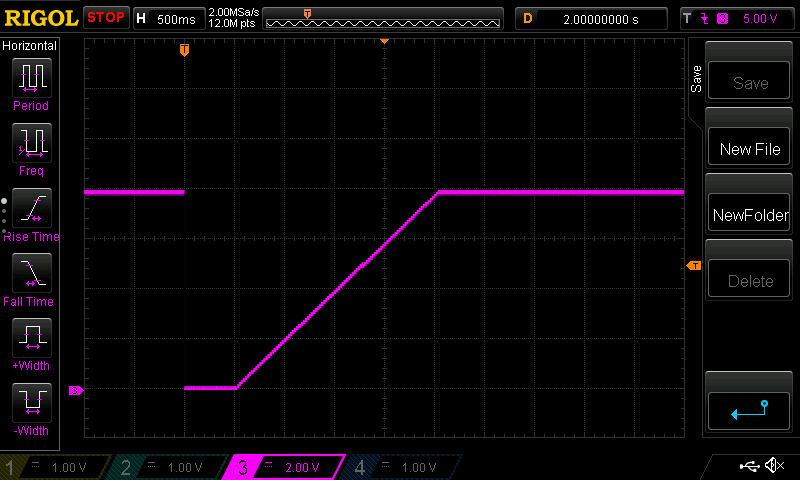 RIGOL STOP H 500ms 2.00MSa/s 12.0M pts T D 2.00000000 s T 3 5.00 V
Horizontal
Period
Freq
Rise Time
Fall Time
+Width
-Width
T
T
3
Save
Save
New File
NewFolder
Delete
1 1.00 V 2 1.00 V 3 2.00 V 4 1.00 V